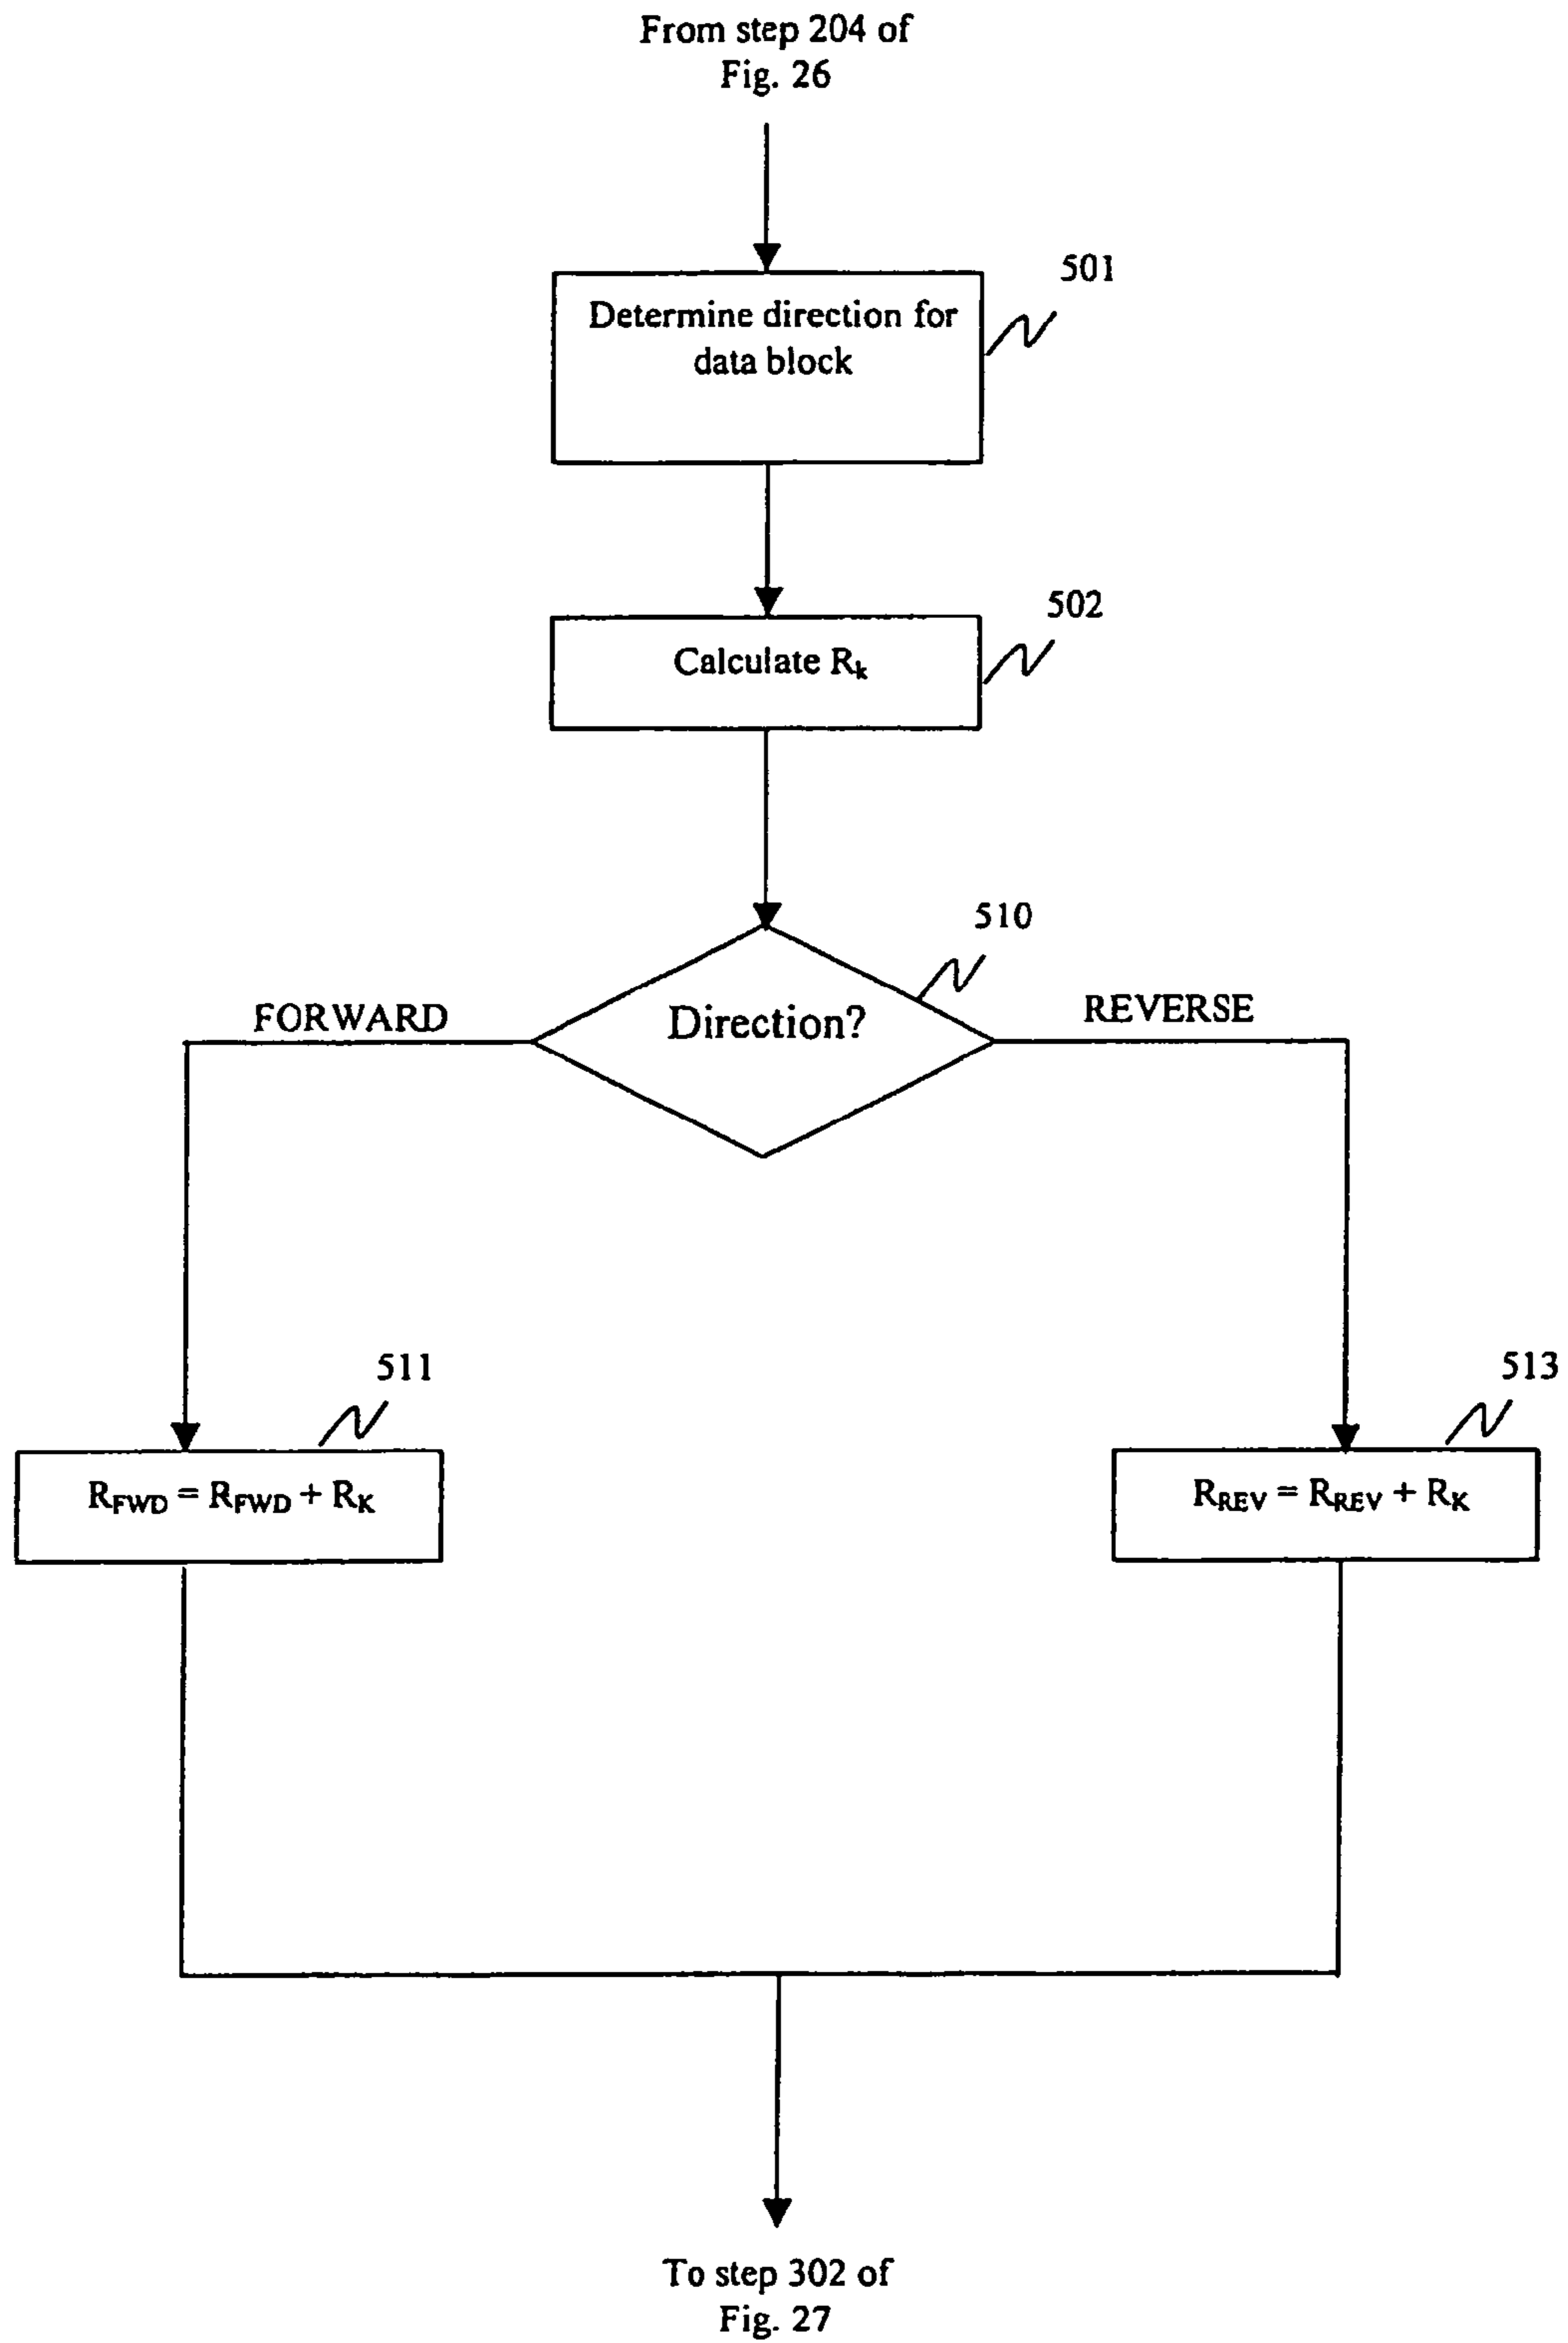 From step 204 of
Fig. 26
501
Determine direction for
data block
502
Calculate Rk
510
Direction?
FORWARD
REVERSE
511
RFWD = RFWD + RK
513
RREV = RREV + RK
To step 302 of
Fig. 27